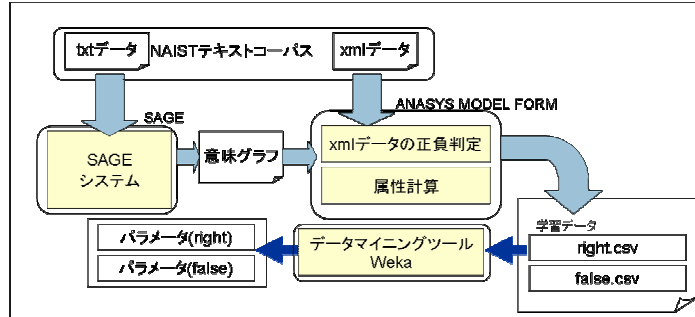 txtデータ NAISTテキストコーパス xmlデータ
SAGE
ANASYS MODEL FORM
SAGE
システム
意味グラフ
xmlデータの正負判定
属性計算
学習データ
right.csv
false.csv
データマイニングツール
Weka
パラメータ(right)
パラメータ(false)